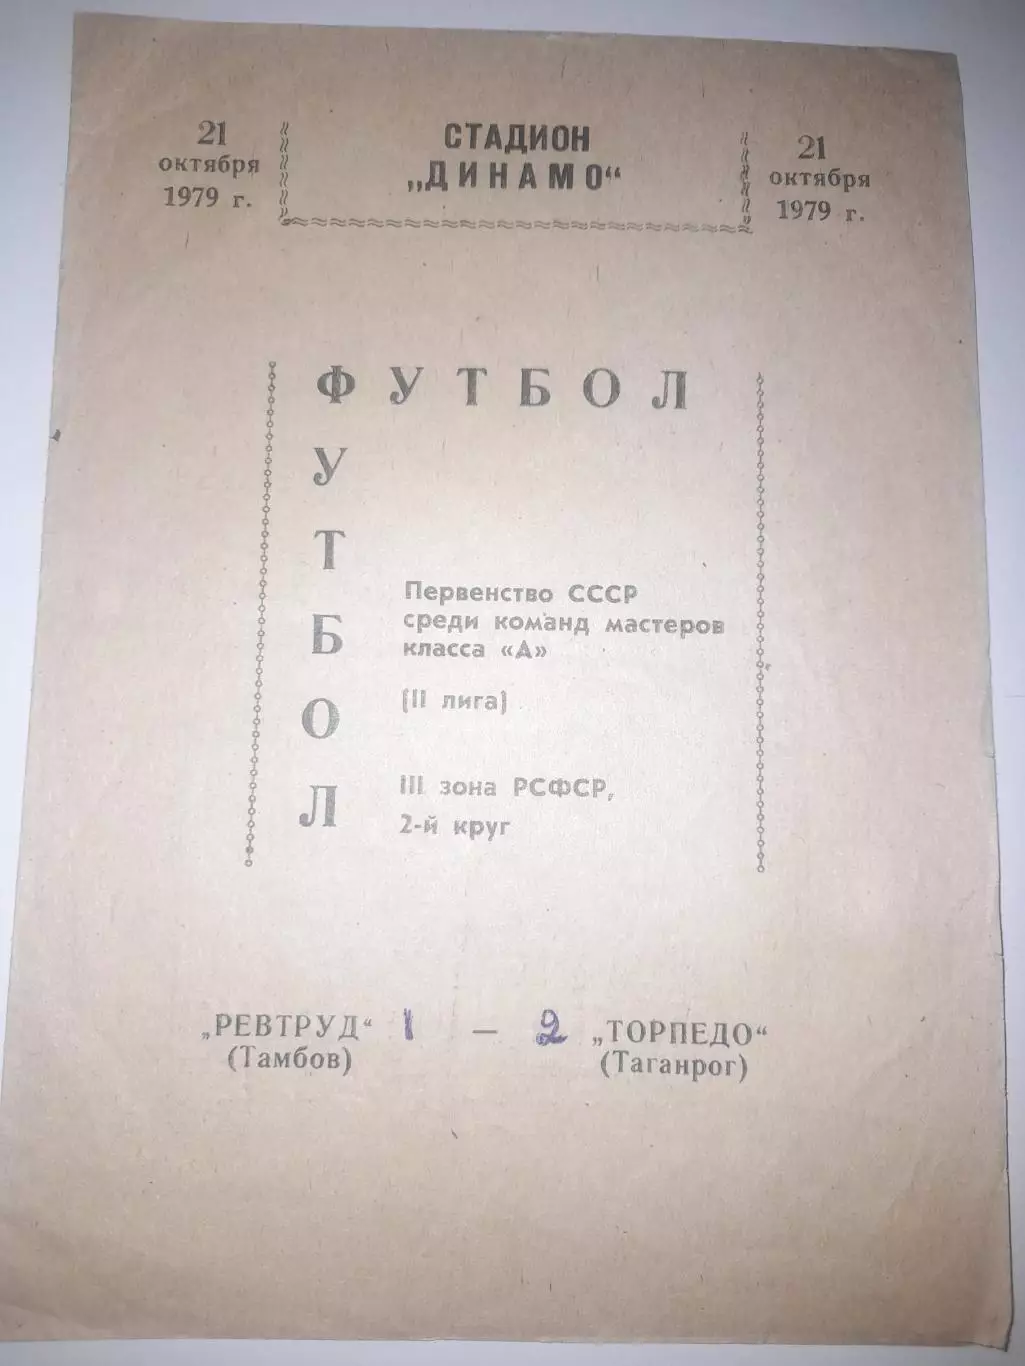 21
октября
1979 г.
СТАДИОН
„ДИНАМО“
21
октября
1979 г.
ФУТБОЛ
У
Т
Б
О
Л
Первенство СССР
среди команд мастеров
класса «А»
(II лига)
III зона РСФСР,
2-й круг
„РЕВТРУД“ 1 — 2 „ТОРПЕДО“
(Тамбов) (Таганрог)